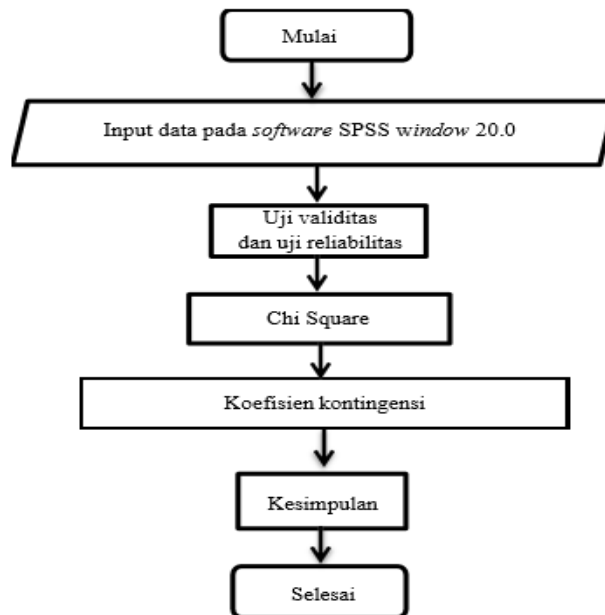 Mulai
Input data pada software SPSS window 20.0
Uji validitas
dan uji reliabilitas
Chi Square
Koefisien kontingensi
Kesimpulan
Selesai